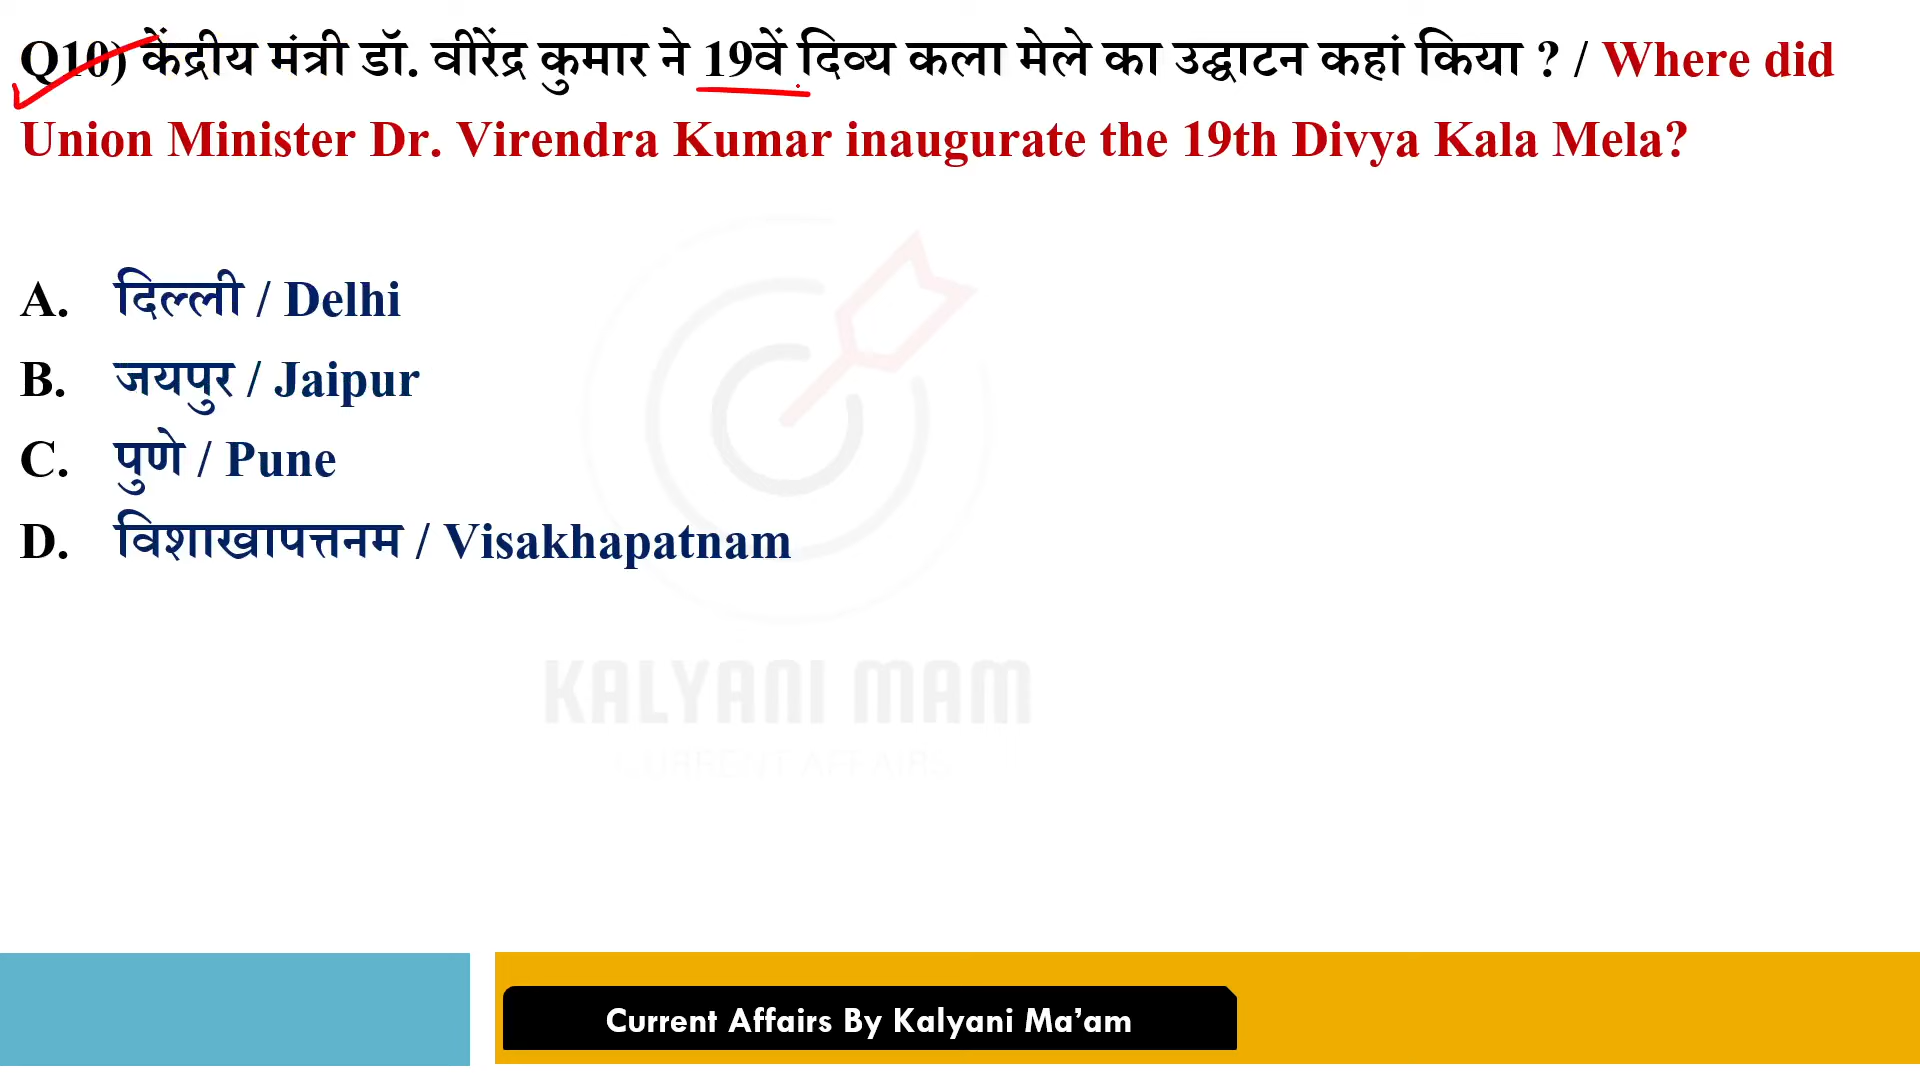 Q10) केंद्रीय मंत्री डॉ. वीरेंद्र कुमार ने 19वें दिव्य कला मेले का उद्घाटन कहां किया ? / Where did
Union Minister Dr. Virendra Kumar inaugurate the 19th Divya Kala Mela?
A. दिल्ली / Delhi
B. जयपुर / Jaipur
C. पुणे / Pune
D. विशाखापत्तनम / Visakhapatnam
KALYANI MAM
CURRENT AFFAIRS
Current Affairs By Kalyani Ma’am